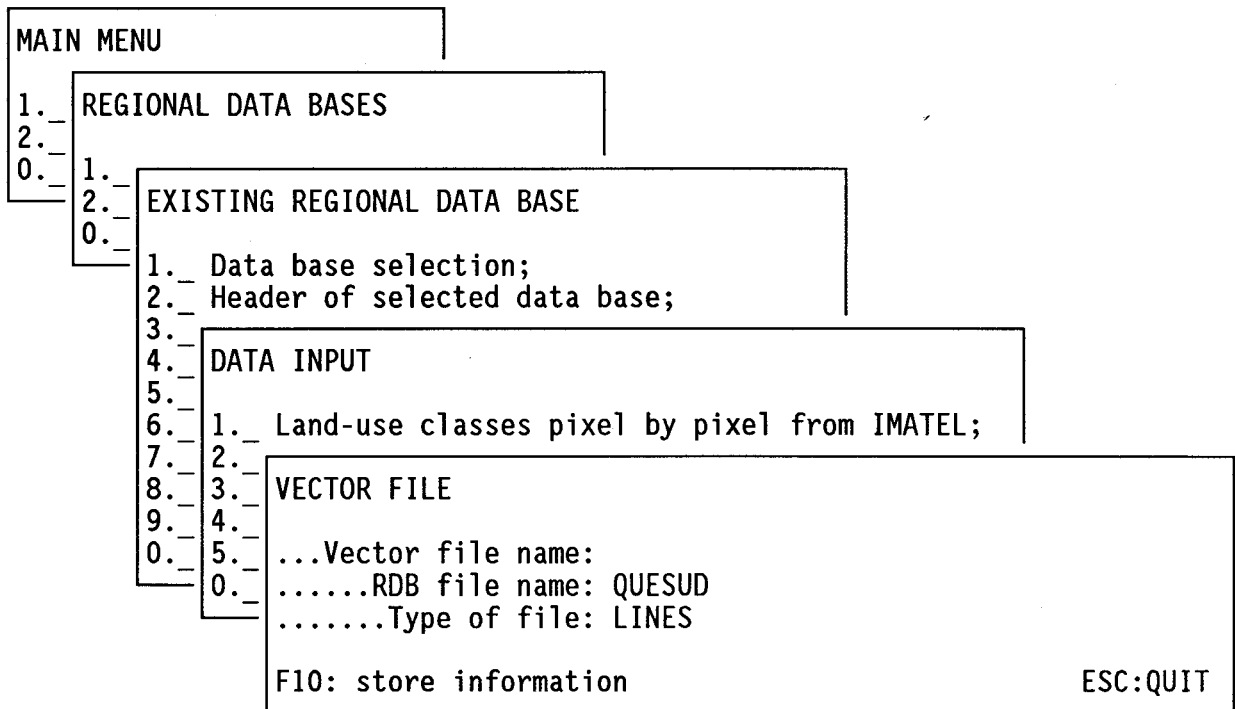 MAIN MENU
1._
2._
0._
REGIONAL DATA BASES
1._
2._
0._
EXISTING REGIONAL DATA BASE
1._ Data base selection;
2._ Header of selected data base;
3._
4._
5._
6._
7._
8._
9._
0._
DATA INPUT
1._ Land-use classes pixel by pixel from IMATEL;
2._
3._
4._
5._
0._
VECTOR FILE
...Vector file name:
......RDB file name: QUESUD
.......Type of file: LINES
F10: store information ESC:QUIT